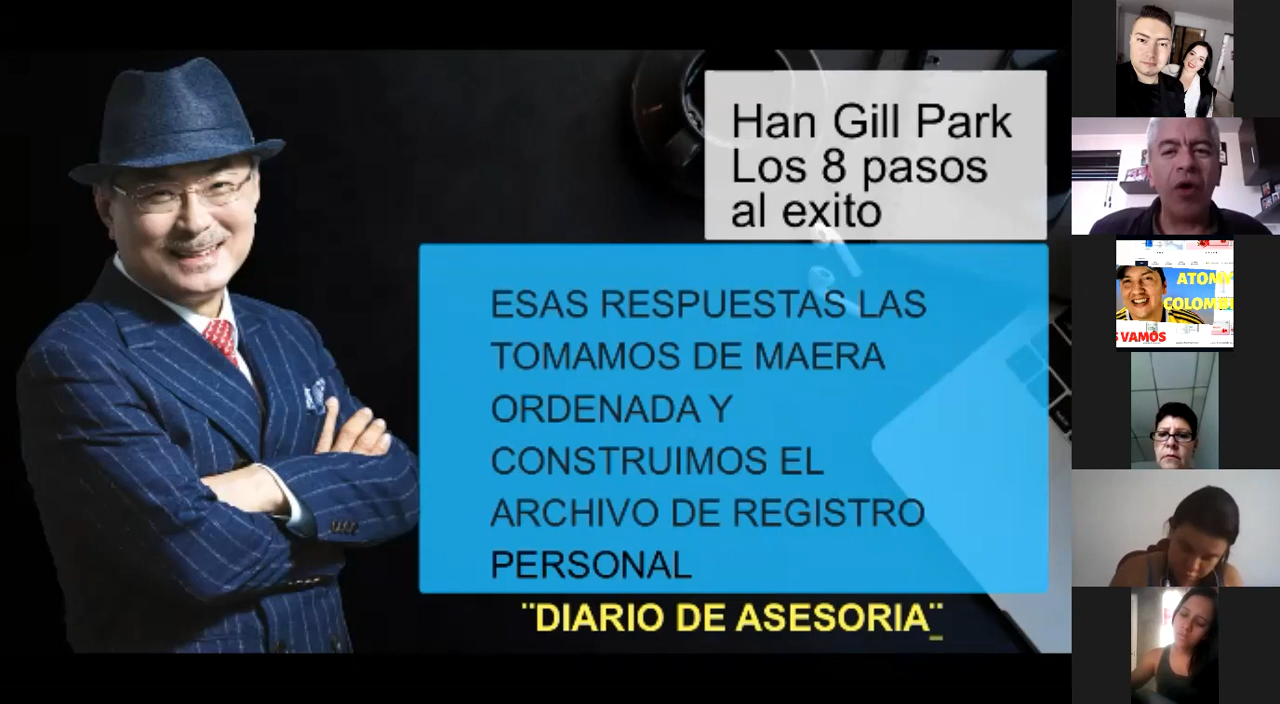 Han Gill Park
Los 8 pasos
al exito
ESAS RESPUESTAS LAS
TOMAMOS DE MAERA
ORDENADA Y
CONSTRUIMOS EL
ARCHIVO DE REGISTRO
PERSONAL
¨DIARIO DE ASESORIA¨
ATOMY
COLOMBI
S VAMOS